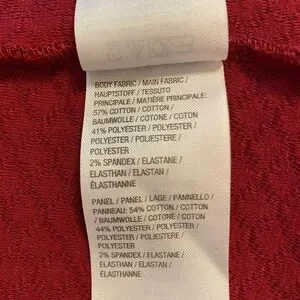 BODY FABRIC / MAIN FABRIC /
HAUPTSTOFF / TESSUTO
PRINCIPALE / MATIÈRE PRINCIPALE:
57% COTTON / COTTON /
BAUMWOLLE / COTONE / COTON
41% POLYESTER / POLYESTER /
POLYESTER / POLIESTERE /
POLYESTER
2% SPANDEX / ELASTANE /
ELASTHAN / ELASTAN /
ÉLASTHANNE
PANEL / PANEL / LAGE / PANNELLO /
PANNEAU: 54% COTTON / COTTON
/ BAUMWOLLE / COTONE / COTON
44% POLYESTER / POLYESTER /
POLYESTER / POLIESTERE /
POLYESTER
2% SPANDEX / ELASTANE /
ELASTHAN / ELASTAN /
ÉLASTHANNE